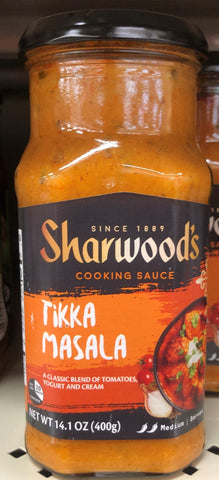 SINCE 1889
Sharwood's
COOKING SAUCE
TIKKA
MASALA
A CLASSIC BLEND OF TOMATOES,
YOGURT AND CREAM
NET WT 14.1 OZ (400g)
Medium